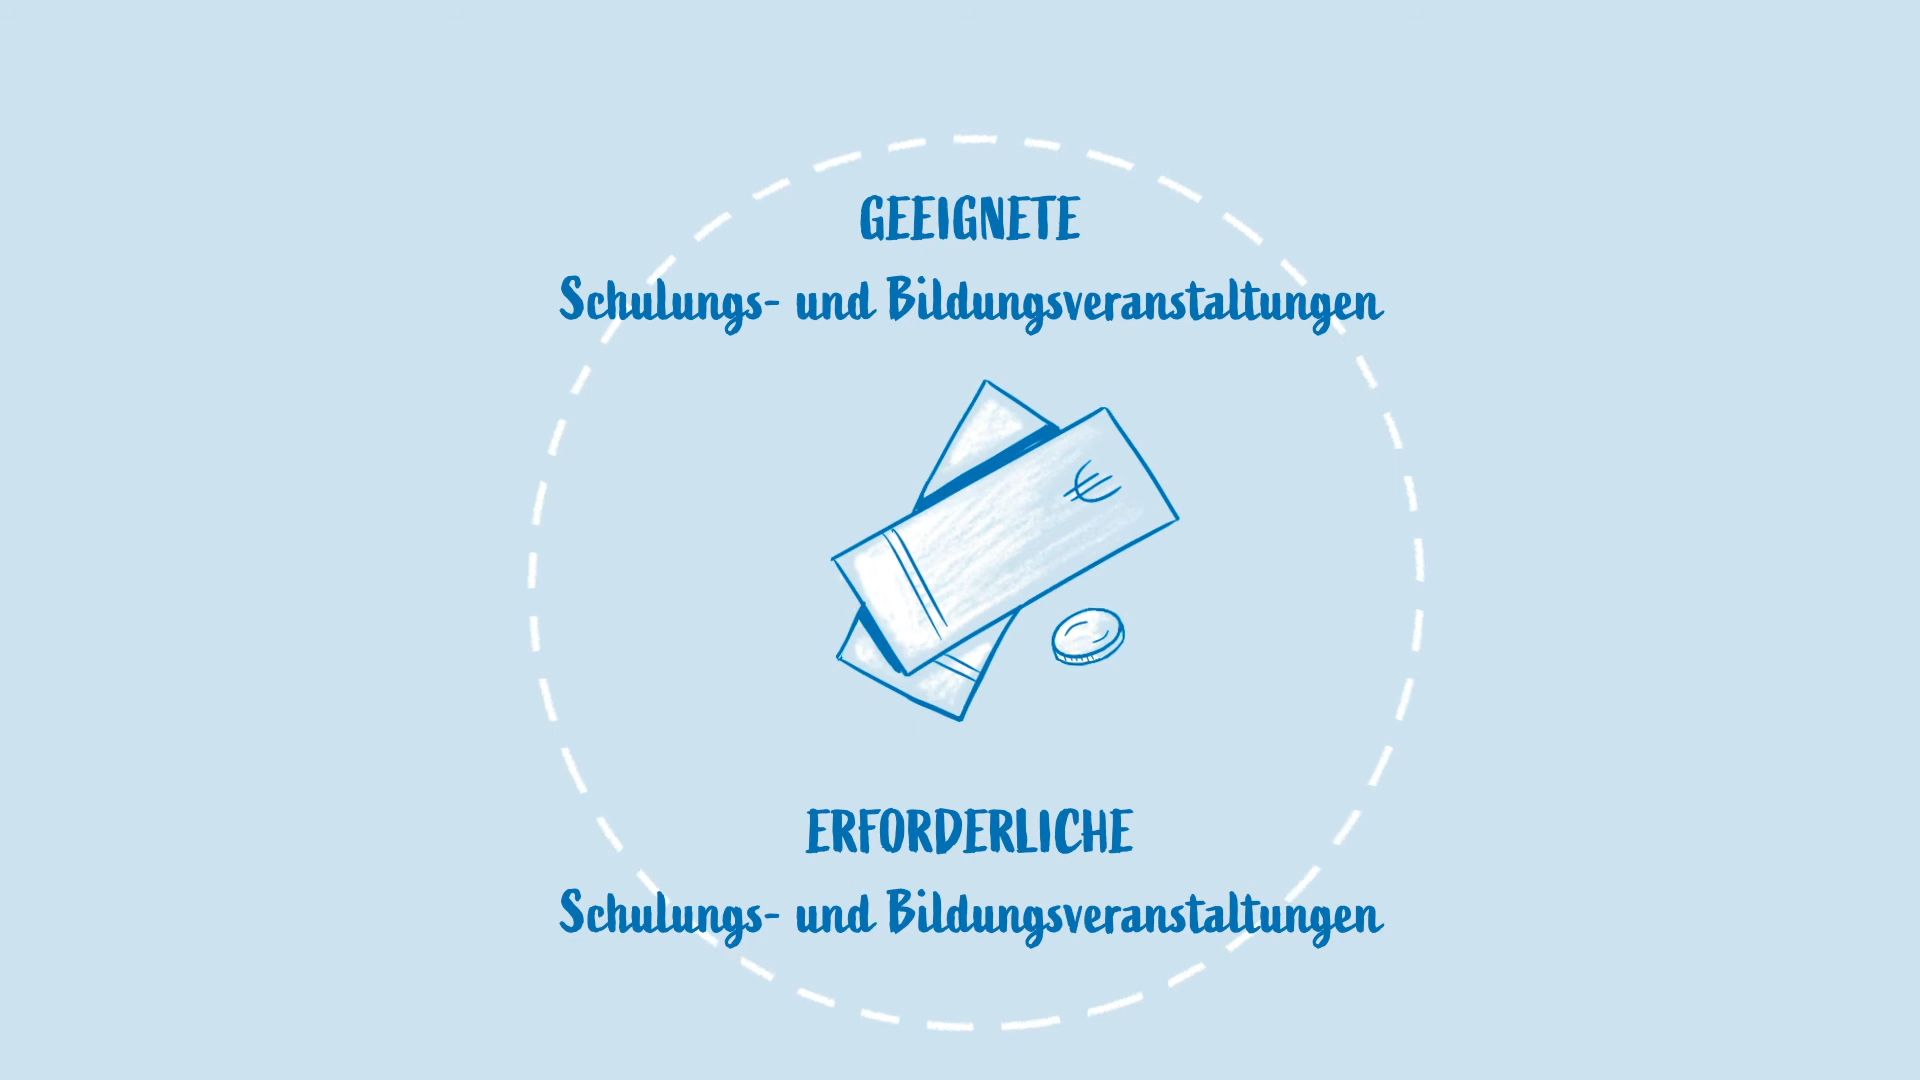 GEEIGNETE
Schulungs- und Bildungsveranstaltungen
€
ERFORDERLICHE
Schulungs- und Bildungsveranstaltungen